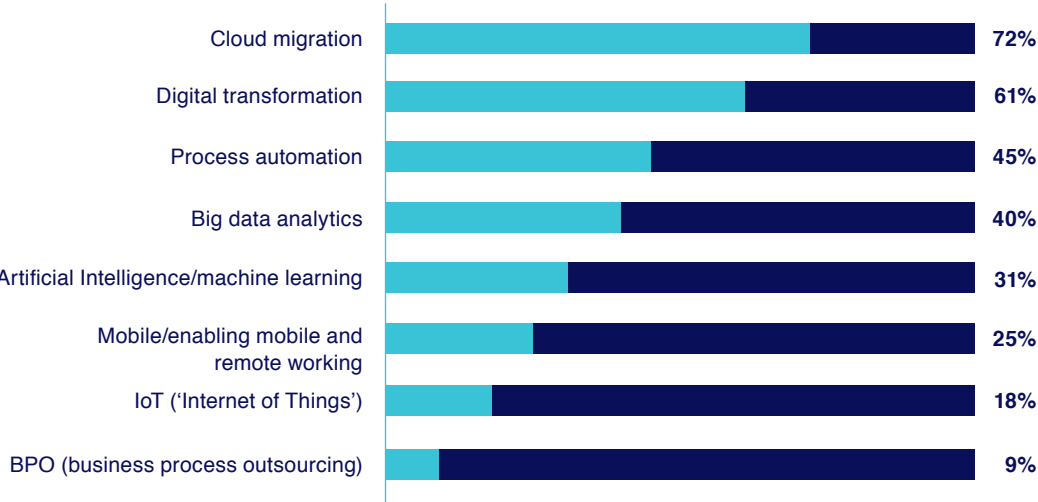 Cloud migration 72%
Digital transformation 61%
Process automation 45%
Big data analytics 40%
Artificial Intelligence/machine learning 31%
Mobile/enabling mobile and 25%
remote working
IoT (‘Internet of Things’) 18%
BPO (business process outsourcing) 9%